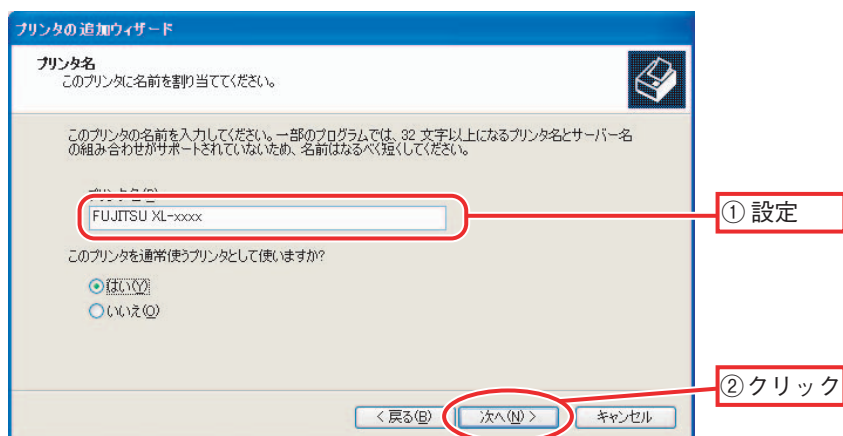 プリンタの追加ウィザード
プリンタ名
このプリンタに名前を割り当ててください。
このプリンタの名前を入力してください。一部のプログラムでは、32 文字以上になるプリンタ名とサーバー名
の組み合わせがサポートされていないため、名前はなるべく短くしてください。
プリンタ名(P)
FUJITSU XL-xxxx
① 設定
このプリンタを通常使うプリンタとして使いますか?
はい(Y)
いいえ(O)
② クリック
< 戻る(B)
次へ(N) >
キャンセル